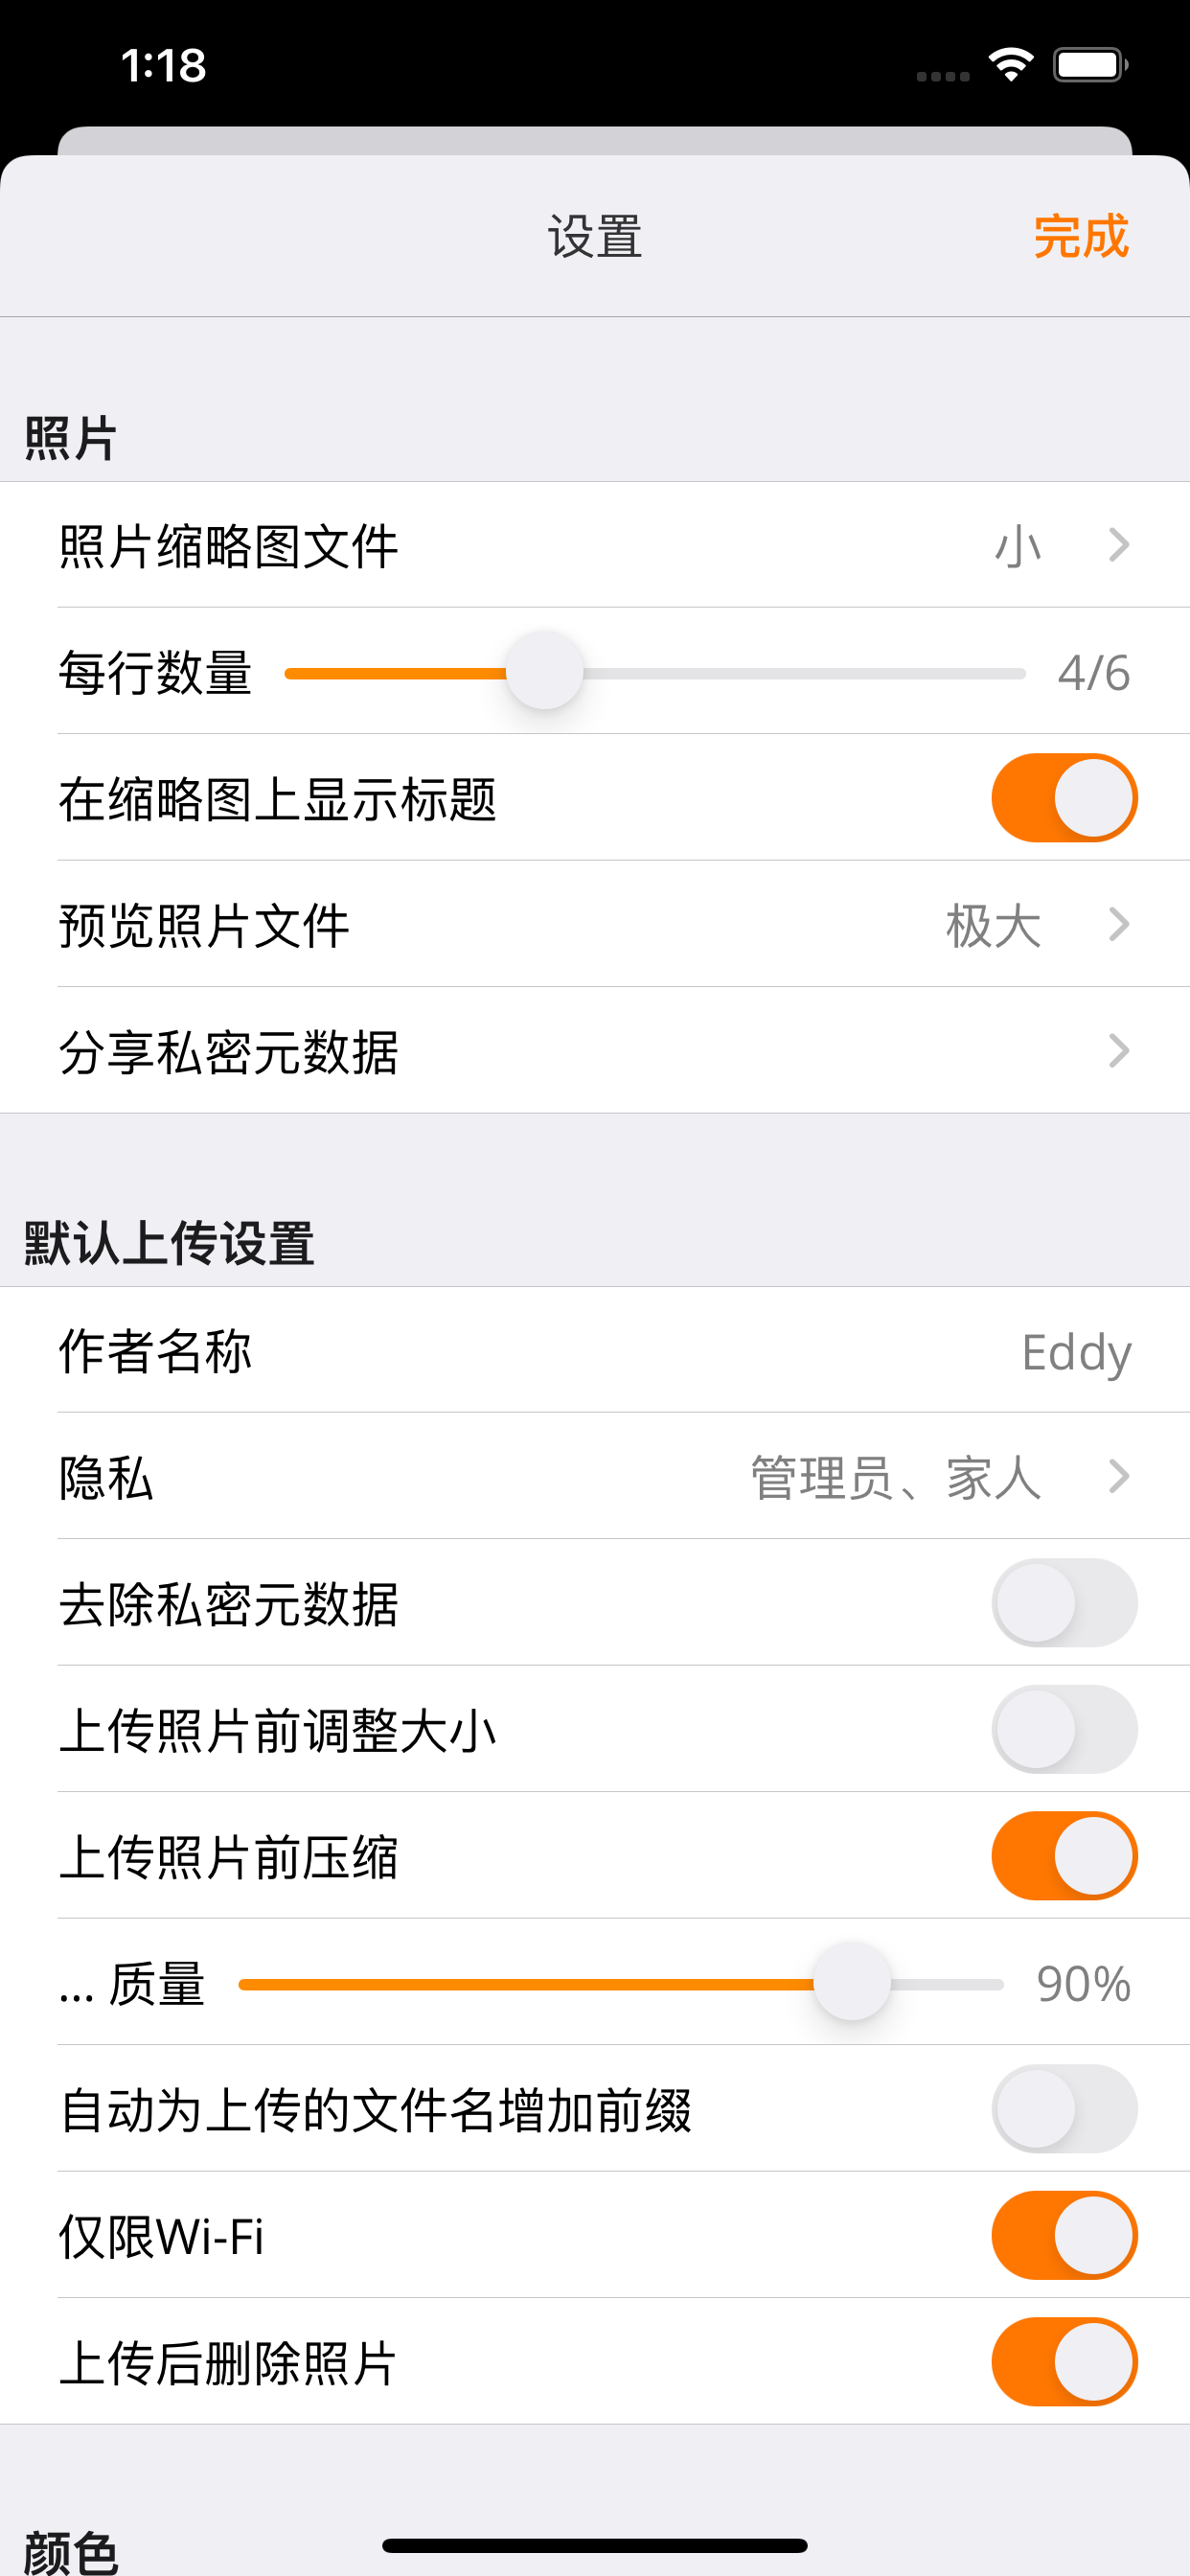 1:18
设置
完成
照片
照片缩略图文件 小
每行数量 4/6
在缩略图上显示标题
预览照片文件 极大
分享私密元数据
默认上传设置
作者名称 Eddy
隐私 管理员、家人
去除私密元数据
上传照片前调整大小
上传照片前压缩
... 质量 90%
自动为上传的文件名增加前缀
仅限Wi-Fi
上传后删除照片
颜色